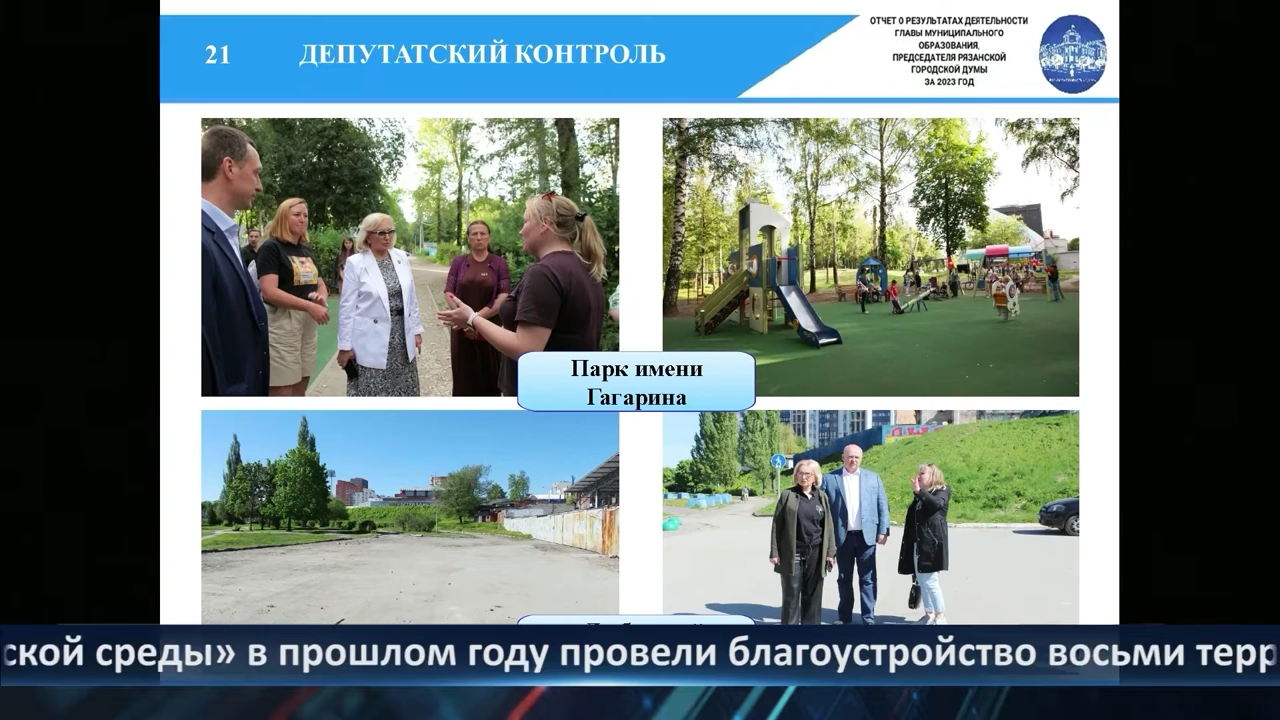 21
ДЕПУТАТСКИЙ КОНТРОЛЬ
ОТЧЕТ О РЕЗУЛЬТАТАХ ДЕЯТЕЛЬНОСТИ
ГЛАВЫ МУНИЦИПАЛЬНОГО
ОБРАЗОВАНИЯ,
ПРЕДСЕДАТЕЛЯ РЯЗАНСКОЙ
ГОРОДСКОЙ ДУМЫ
ЗА 2023 ГОД
Парк имени
Гагарина
ской среды» в прошлом году провели благоустройство восьми терр